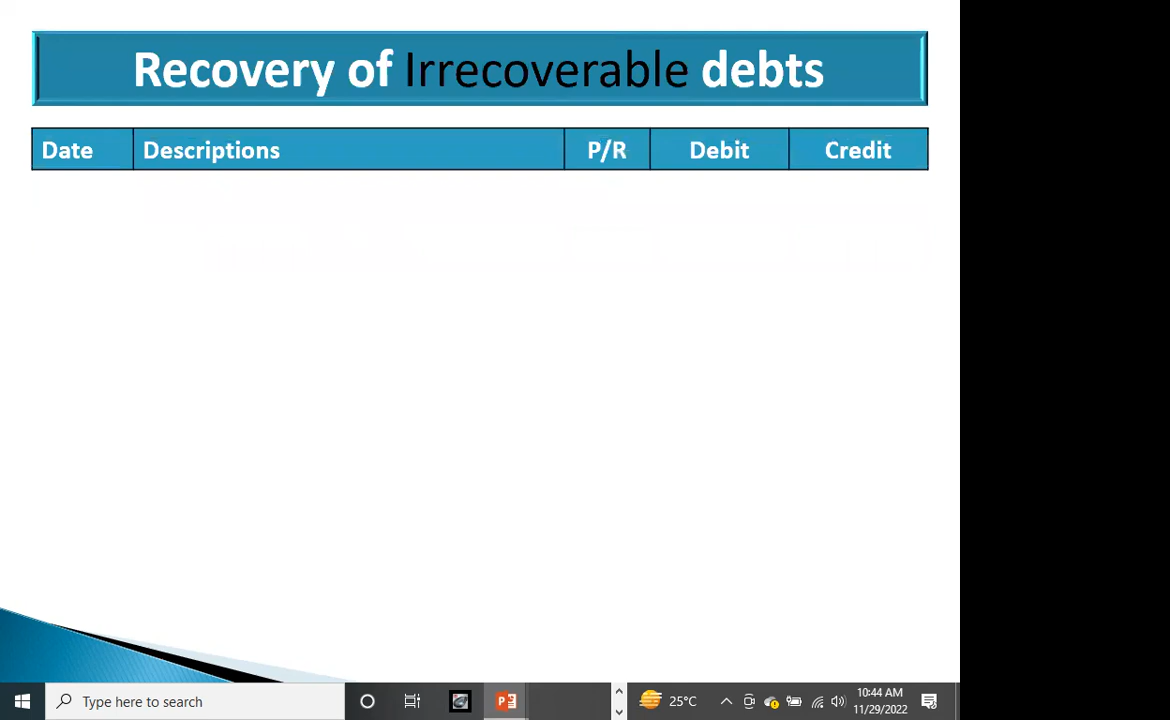 Recovery of Irrecoverable debts
Date Descriptions P/R Debit Credit
Type here to search
25°C
10:44 AM
11/29/2022